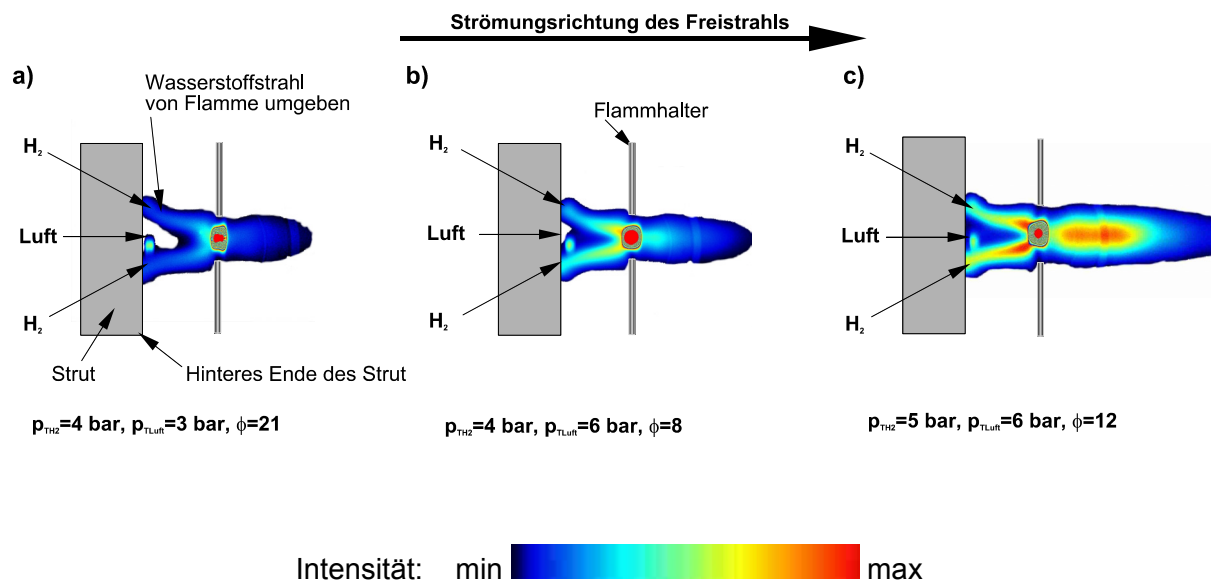 Strömungsrichtung des Freistrahls
a)
Wasserstoffstrahl
von Flamme umgeben
H₂
Luft
H₂
Strut
Hinteres Ende des Strut
p_TH2=4 bar, p_TLuft=3 bar, ϕ=21
b)
Flammhalter
H₂
Luft
H₂
p_TH2=4 bar, p_TLuft=6 bar, ϕ=8
c)
H₂
Luft
H₂
p_TH2=5 bar, p_TLuft=6 bar, ϕ=12
Intensität: min max